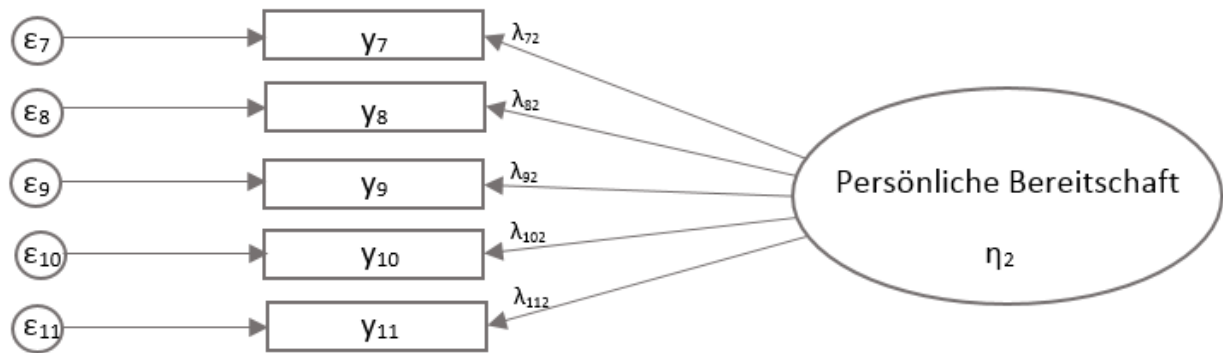 ε₇ y₇ λ₇₂
ε₈ y₈ λ₈₂
ε₉ y₉ λ₉₂
ε₁₀ y₁₀ λ₁₀₂
ε₁₁ y₁₁ λ₁₁₂
Persönliche Bereitschaft
η₂